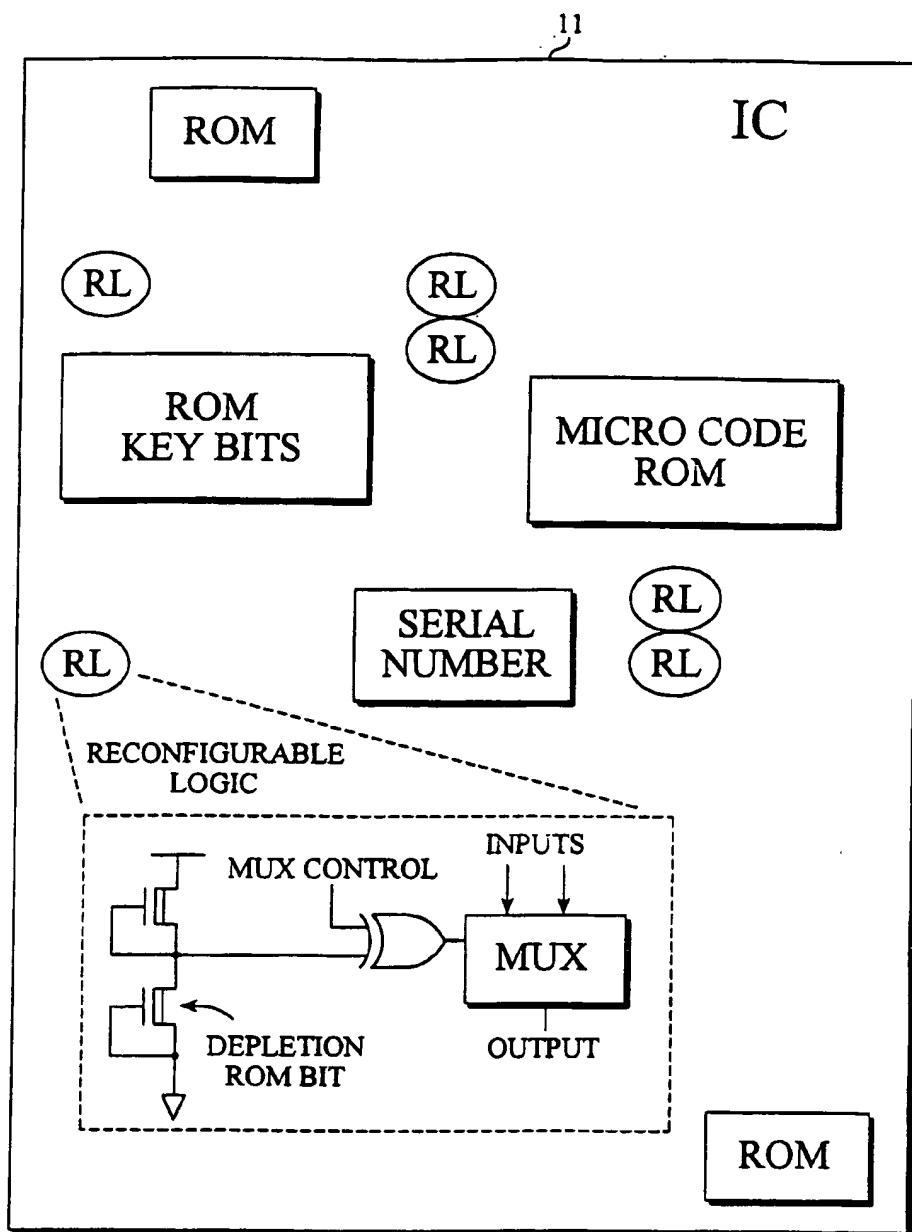 11
ROM
IC
RL
RL
RL
ROM
KEY BITS
MICRO CODE
ROM
SERIAL
NUMBER
RL
RL
RL
RECONFIGURABLE
LOGIC
MUX CONTROL
INPUTS
MUX
DEPLETION
ROM BIT
OUTPUT
ROM